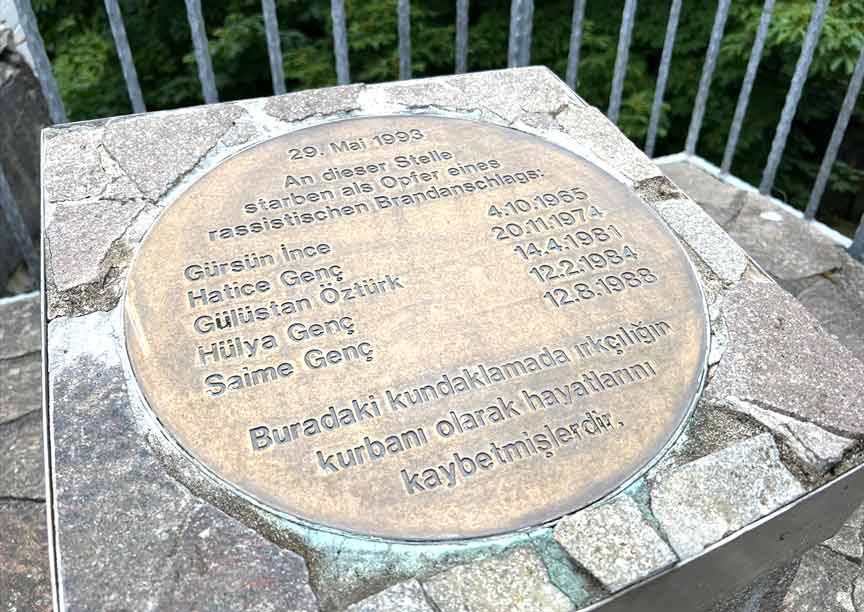 29. Mai 1993
An dieser Stelle
starben als Opfer eines
rassistischen Brandanschlags:
Gürsün İnce 4.10.1965
Hatice Genç 20.11.1974
Gülüstan Öztürk 14.4.1981
Hülya Genç 12.2.1984
Saime Genç 12.8.1988
Buradaki kundaklamada ırkçılığın
kurbanı olarak hayatlarını
kaybetmişlerdir.